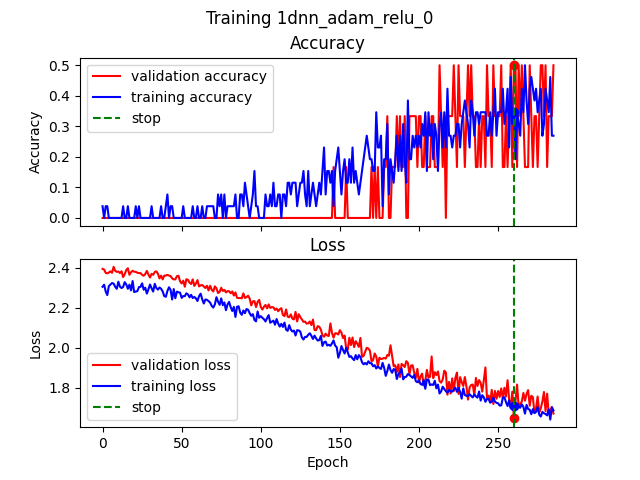 Training 1dnn_adam_relu_0
Accuracy
0.5
0.4
0.3
0.2
0.1
0.0
Accuracy
validation accuracy
training accuracy
stop
Loss
2.4
2.2
2.0
1.8
Loss
validation loss
training loss
stop
0
50
100
150
200
250
Epoch